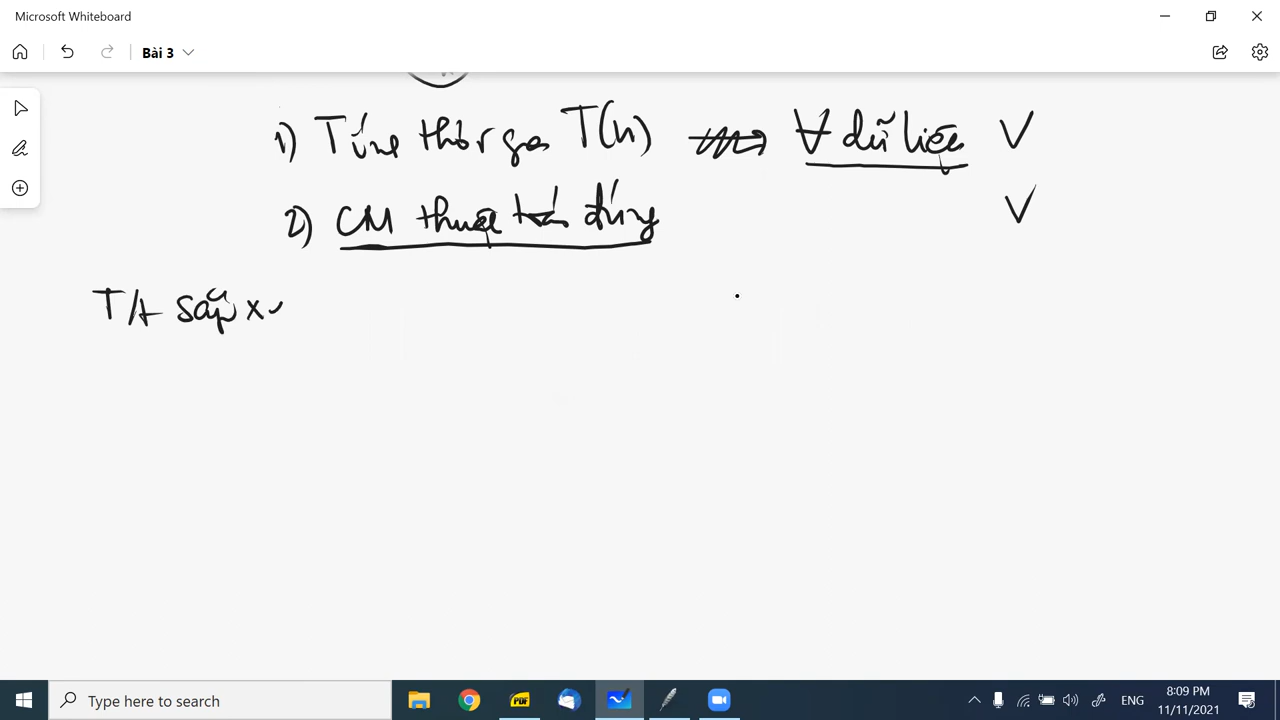 Microsoft Whiteboard
Bài 3
1) Tính thời gian T(n) ∀ dữ liệu V
2) CM thuật toán đúng V
T/t sắp x
Type here to search
PDF
ENG
8:09 PM
11/11/2021